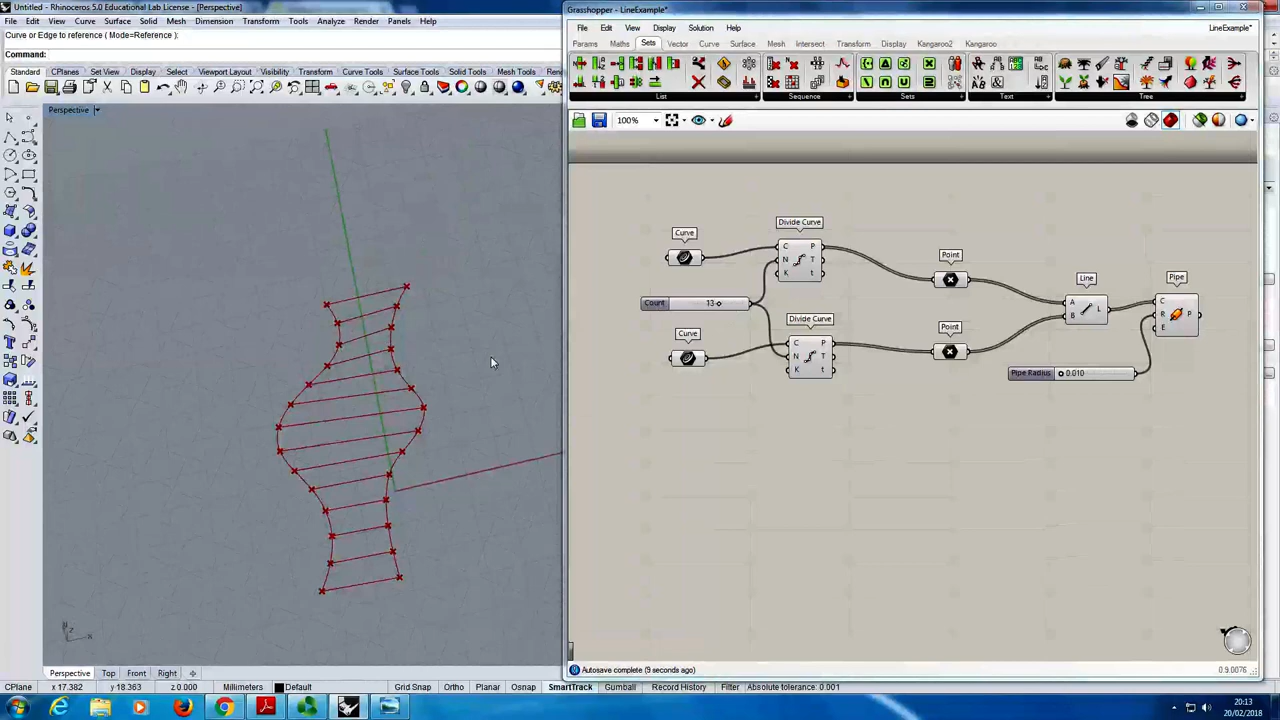 Untitled - Rhinoceros 5.0 Educational Lab License - [Perspective]
File Edit View Curve Surface Solid Mesh Dimension Transform Tools Analyze Render Panels Help
Curve or Edge to reference ( Mode=Reference ):
Command:
Standard CPlanes Set View Display Select Viewport Layout Visibility Transform Curve Tools Surface Tools Solid Tools Mesh Tools
Perspective
z
x
Perspective Top Front Right
CPlane x 17.382 y 18.363 z 0.000 Millimeters Default Grid Snap Ortho Planar Osnap SmartTrack Gumball Record History Filter Absolute tolerance: 0.001
Grasshopper - LineExample*
File Edit View Display Solution Help LineExample*
Params Maths Sets Vector Curve Surface Mesh Intersect Transform Display Kangaroo2 Kangaroo
List Sequence Sets Text Tree
100%
Divide Curve
Curve
C P
N T
K t
Point
Pipe
Line
Count 13
A L
B
C P
R
E
Divide Curve
Point
Curve
C P
N T
K t
Pipe Radius 0.010
Autosave complete (9 seconds ago) 0.9.0076
20:13
20/02/2018